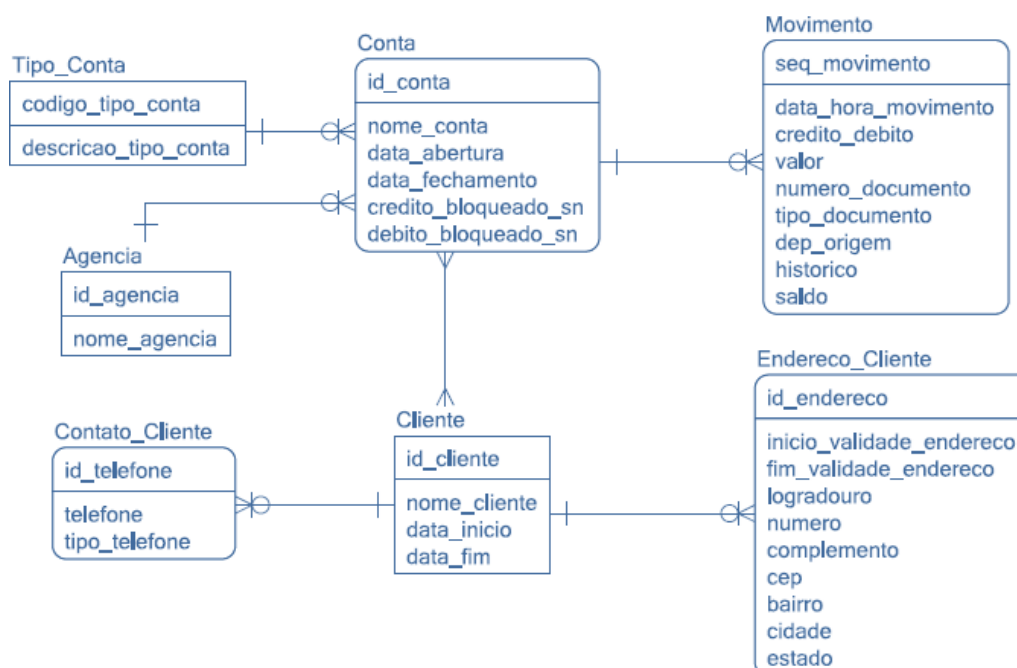 Tipo_Conta
codigo_tipo_conta
descricao_tipo_conta
Conta
id_conta
nome_conta
data_abertura
data_fechamento
credito_bloqueado_sn
debito_bloqueado_sn
Movimento
seq_movimento
data_hora_movimento
credito_debito
valor
numero_documento
tipo_documento
dep_origem
historico
saldo
Agencia
id_agencia
nome_agencia
Contato_Cliente
id_telefone
telefone
tipo_telefone
Cliente
id_cliente
nome_cliente
data_inicio
data_fim
Endereco_Cliente
id_endereco
inicio_validade_endereco
fim_validade_endereco
logradouro
numero
complemento
cep
bairro
cidade
estado